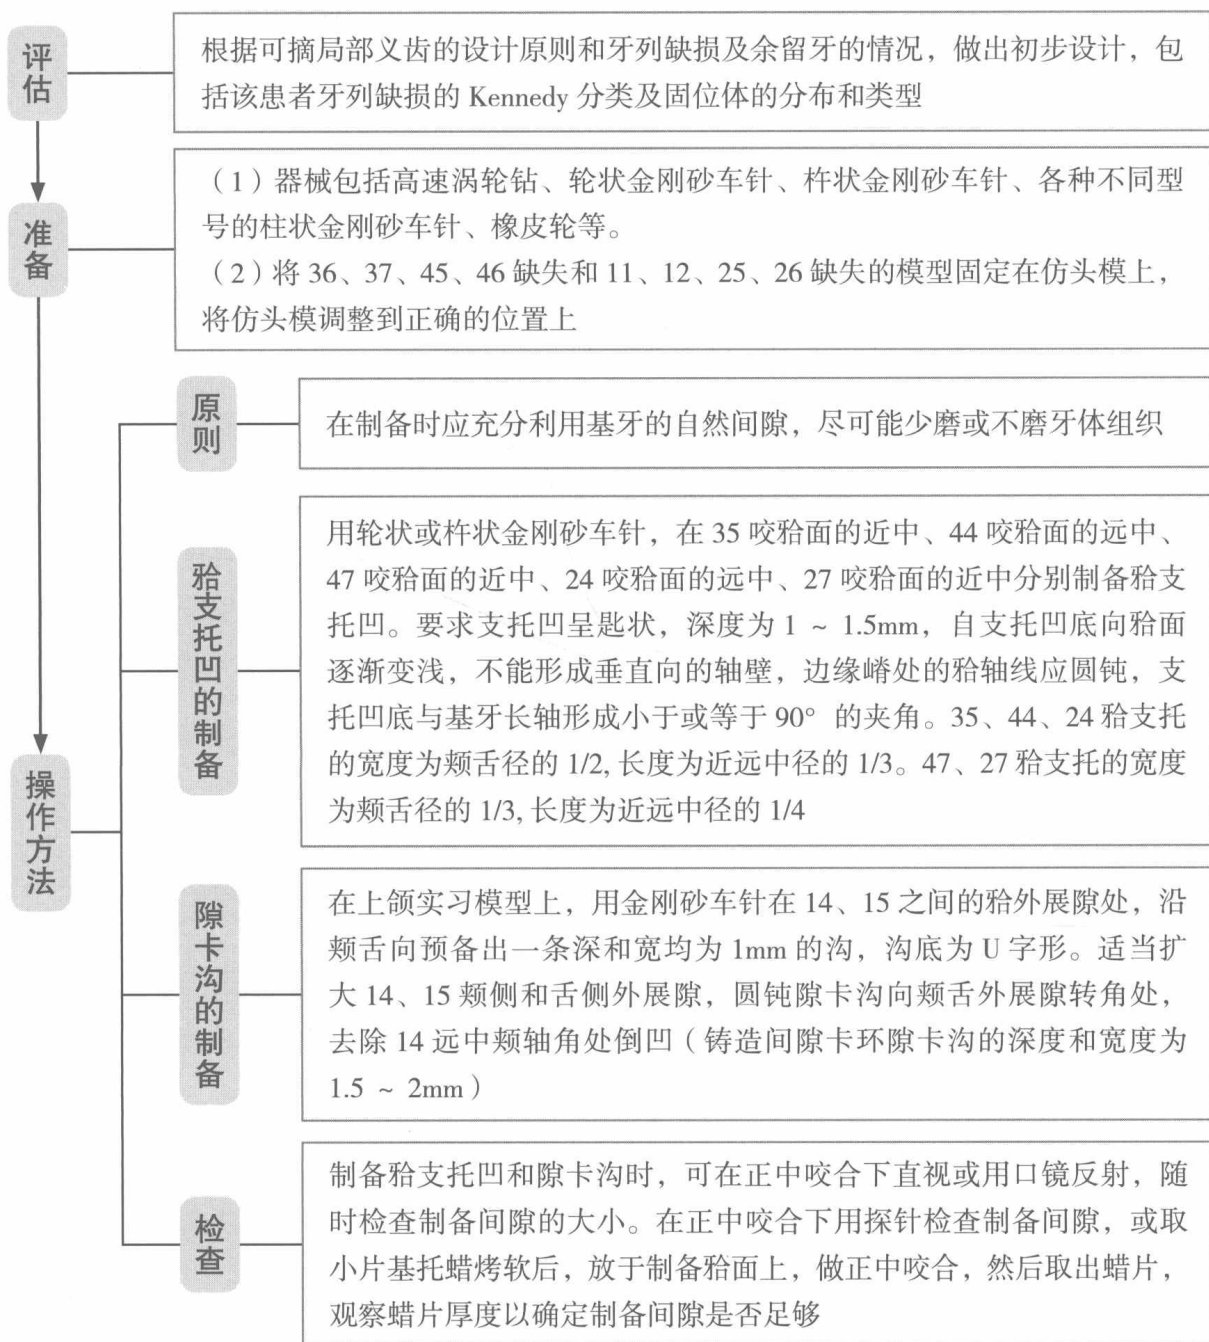 评估
根据可摘局部义齿的设计原则和牙列缺损及余留牙的情况，做出初步设计，包
括该患者牙列缺损的 Kennedy 分类及固位体的分布和类型
准备
（1）器械包括高速涡轮钻、轮状金刚砂车针、杵状金刚砂车针、各种不同型
号的柱状金刚砂车针、橡皮轮等。
（2）将 36、37、45、46 缺失和 11、12、25、26 缺失的模型固定在仿头模上，
将仿头模调整到正确的位置上
操作方法
原则
在制备时应充分利用基牙的自然间隙，尽可能少磨或不磨牙体组织
𬌗支托凹的制备
用轮状或杵状金刚砂车针，在 35 咬𬌗面的近中、44 咬𬌗面的远中、
47 咬𬌗面的近中、24 咬𬌗面的远中、27 咬𬌗面的近中分别制备𬌗支
托凹。要求支托凹呈匙状，深度为 1 ~ 1.5mm，自支托凹底向𬌗面
逐渐变浅，不能形成垂直向的轴壁，边缘嵴处的𬌗轴线应圆钝，支
托凹底与基牙长轴形成小于或等于 90° 的夹角。35、44、24 𬌗支托
的宽度为颊舌径的 1/2, 长度为近远中径的 1/3。47、27 𬌗支托的宽度
为颊舌径的 1/3, 长度为近远中径的 1/4
隙卡沟的制备
在上颌实习模型上，用金刚砂车针在 14、15 之间的𬌗外展隙处，沿
颊舌向预备出一条深和宽均为 1mm 的沟，沟底为 U 字形。适当扩
大 14、15 颊侧和舌侧外展隙，圆钝隙卡沟向颊舌外展隙转角处，
去除 14 远中颊轴角处倒凹（铸造间隙卡环隙卡沟的深度和宽度为
1.5 ~ 2mm）
检查
制备𬌗支托凹和隙卡沟时，可在正中咬合下直视或用口镜反射，随
时检查制备间隙的大小。在正中咬合下用探针检查制备间隙，或取
小片基托蜡烤软后，放于制备𬌗面上，做正中咬合，然后取出蜡片，
观察蜡片厚度以确定制备间隙是否足够